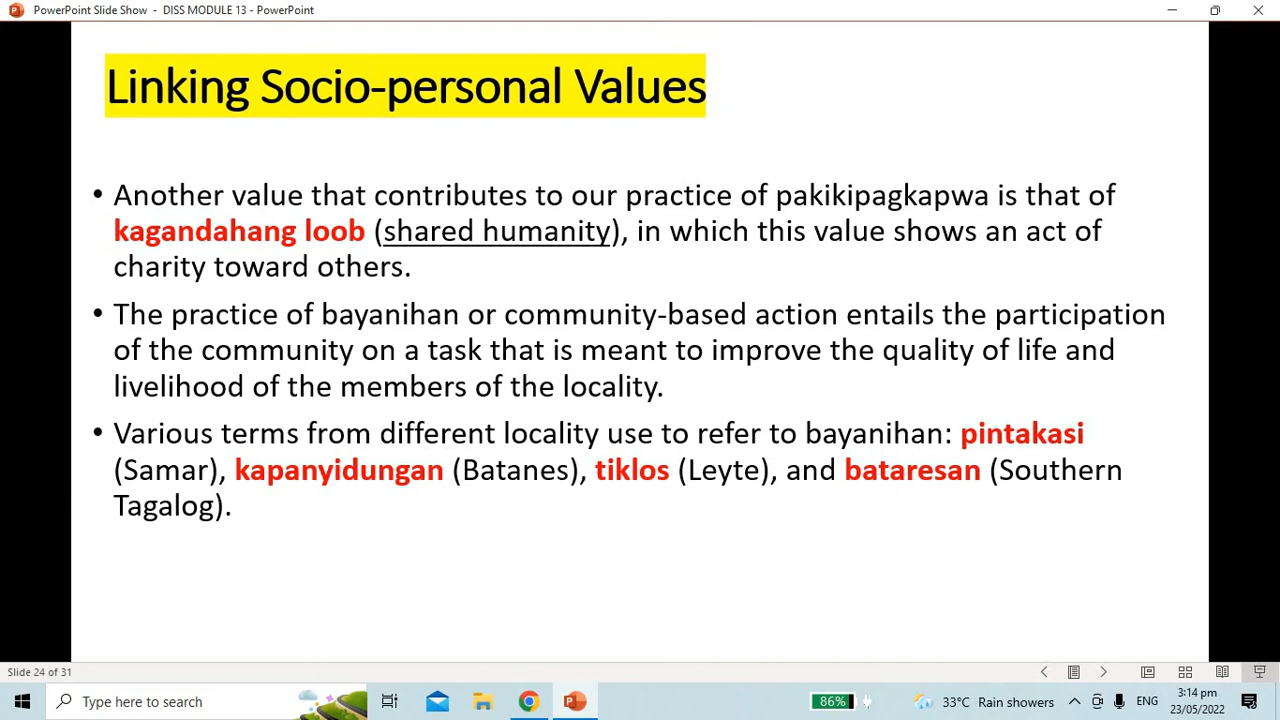 PowerPoint Slide Show - DISS MODULE 13 - PowerPoint
Linking Socio-personal Values
• Another value that contributes to our practice of pakikipagkapwa is that of
kagandahang loob (shared humanity), in which this value shows an act of
charity toward others.
• The practice of bayanihan or community-based action entails the participation
of the community on a task that is meant to improve the quality of life and
livelihood of the members of the locality.
• Various terms from different locality use to refer to bayanihan: pintakasi
(Samar), kapanyidungan (Batanes), tiklos (Leyte), and bataresan (Southern
Tagalog).
Slide 24 of 31
Type here to search
86%
33°C Rain showers
ENG
3:14 pm
23/05/2022